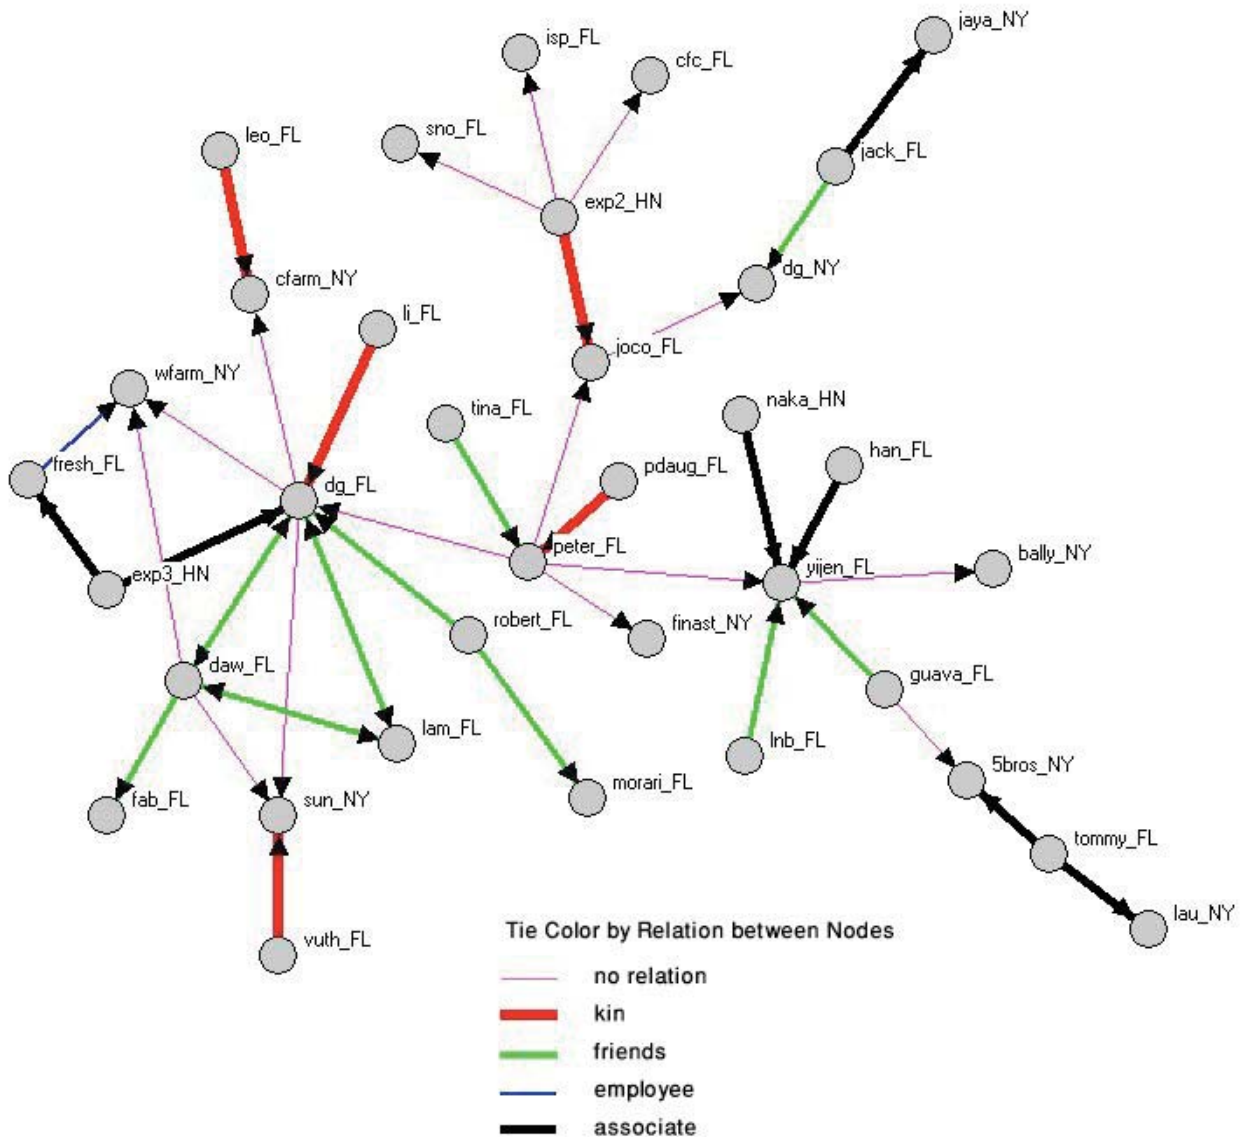 jaya_NY
isp_FL
cfc_FL
sno_FL
leo_FL
jack_FL
exp2_HN
cfarm_NY
dg_NY
li_FL
joco_FL
wfarm_NY
tina_FL
naka_HN
han_FL
fresh_FL
pdaug_FL
dg_FL
peter_FL
yijen_FL
bally_NY
exp3_HN
robert_FL
finast_NY
daw_FL
guava_FL
lam_FL
lnb_FL
5bros_NY
morari_FL
fab_FL
sun_NY
tommy_FL
lau_NY
vuth_FL
Tie Color by Relation between Nodes
no relation
kin
friends
employee
associate